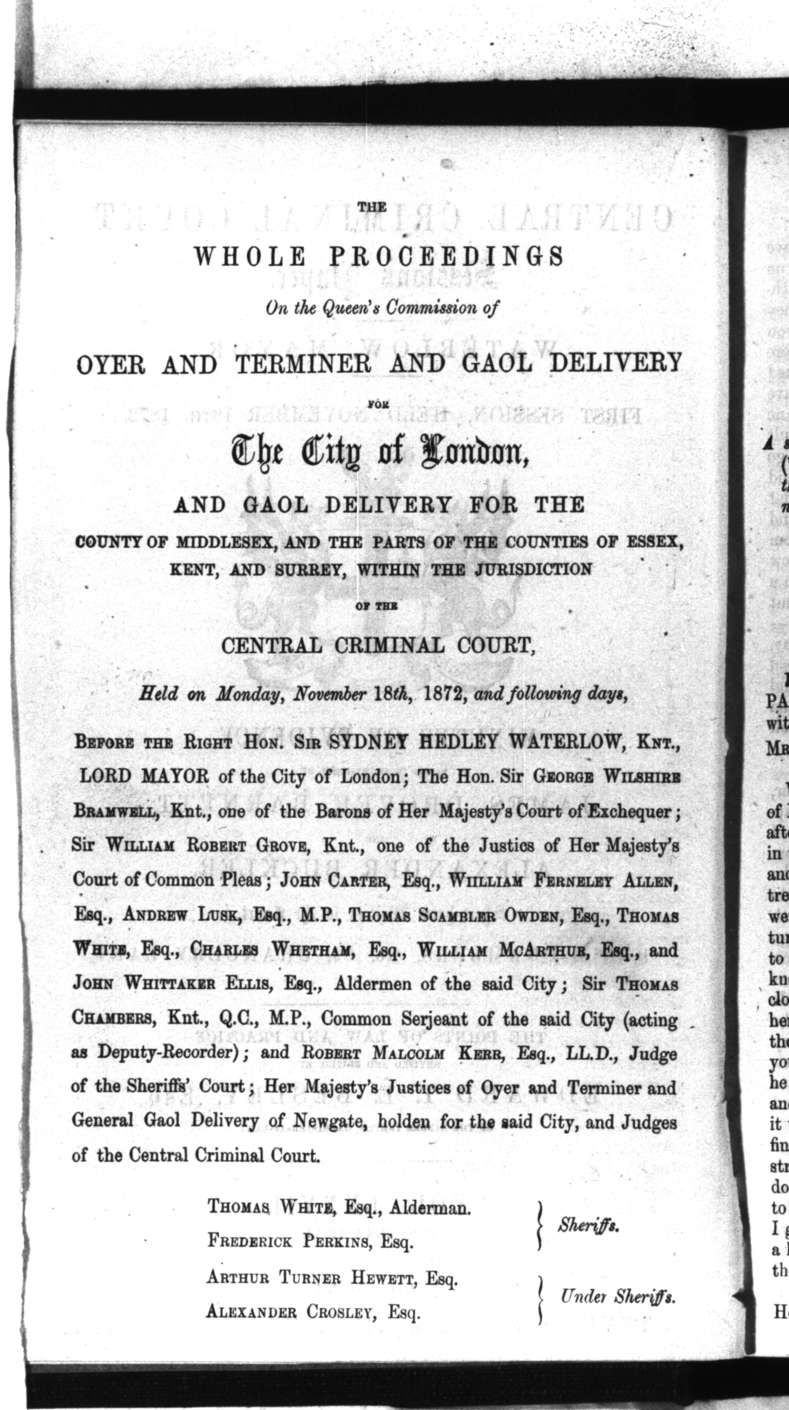 THE
WHOLE PROCEEDINGS
On the Queen's Commission of
OYER AND TERMINER AND GAOL DELIVERY
FOR
The City of London,
AND GAOL DELIVERY FOR THE
COUNTY OF MIDDLESEX, AND THE PARTS OF THE COUNTIES OF ESSEX,
KENT, AND SURREY, WITHIN THE JURISDICTION
OF THE
CENTRAL CRIMINAL COURT,
Held on Monday, November 18th, 1872, and following days,
BEFORE THE RIGHT HON. SIR SYDNEY HEDLEY WATERLOW, KNT.,
LORD MAYOR of the City of London; The Hon. Sir GEORGE WILSHIRE
BRAMWELL, Knt., one of the Barons of Her Majesty's Court of Exchequer;
Sir WILLIAM ROBERT GROVE, Knt., one of the Justics of Her Majesty's
Court of Common Pleas; JOHN CARTER, Esq., WIILLIAM FERNELEY ALLEN,
Esq., ANDREW LUSK, Esq., M.P., THOMAS SCAMBLER OWDEN, Esq., THOMAS
WHITE, Esq., CHARLES WHETHAM, Esq., WILLIAM MCARTHUR, Esq., and
JOHN WHITTAKER ELLIS, Esq., Aldermen of the said City; Sir THOMAS
CHAMBERS, Knt., Q.C., M.P., Common Serjeant of the said City (acting
as Deputy-Recorder); and ROBERT MALCOLM KERR, Esq., LL.D., Judge
of the Sheriffs' Court; Her Majesty's Justices of Oyer and Terminer and
General Gaol Delivery of Newgate, holden for the said City, and Judges
of the Central Criminal Court.
THOMAS WHITE, Esq., Alderman.
FREDERICK PERKINS, Esq.
Sheriffs.
ARTHUR TURNER HEWETT, Esq.
ALEXANDER CROSLEY, Esq.
Under Sheriffs.